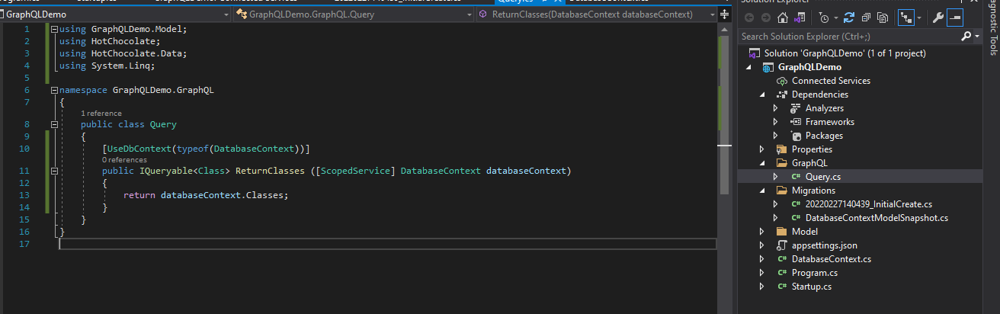 GraphQLDemo
GraphQLDemo.GraphQL.Query
ReturnClasses(DatabaseContext databaseContext)
1 using GraphQLDemo.Model;
2 using HotChocolate;
3 using HotChocolate.Data;
4 using System.Linq;
5
6 namespace GraphQLDemo.GraphQL
7 {
1 reference
8 public class Query
9 {
10 [UseDbContext(typeof(DatabaseContext))]
0 references
11 public IQueryable<Class> ReturnClasses ([ScopedService] DatabaseContext databaseContext)
12 {
13 return databaseContext.Classes;
14 }
15 }
16 }
17
Search Solution Explorer (Ctrl+;)
Solution 'GraphQLDemo' (1 of 1 project)
GraphQLDemo
Connected Services
Dependencies
Analyzers
Frameworks
Packages
Properties
GraphQL
C# Query.cs
Migrations
C# 20220227140439_InitialCreate.cs
C# DatabaseContextModelSnapshot.cs
Model
appsettings.json
C# DatabaseContext.cs
C# Program.cs
C# Startup.cs
Tools